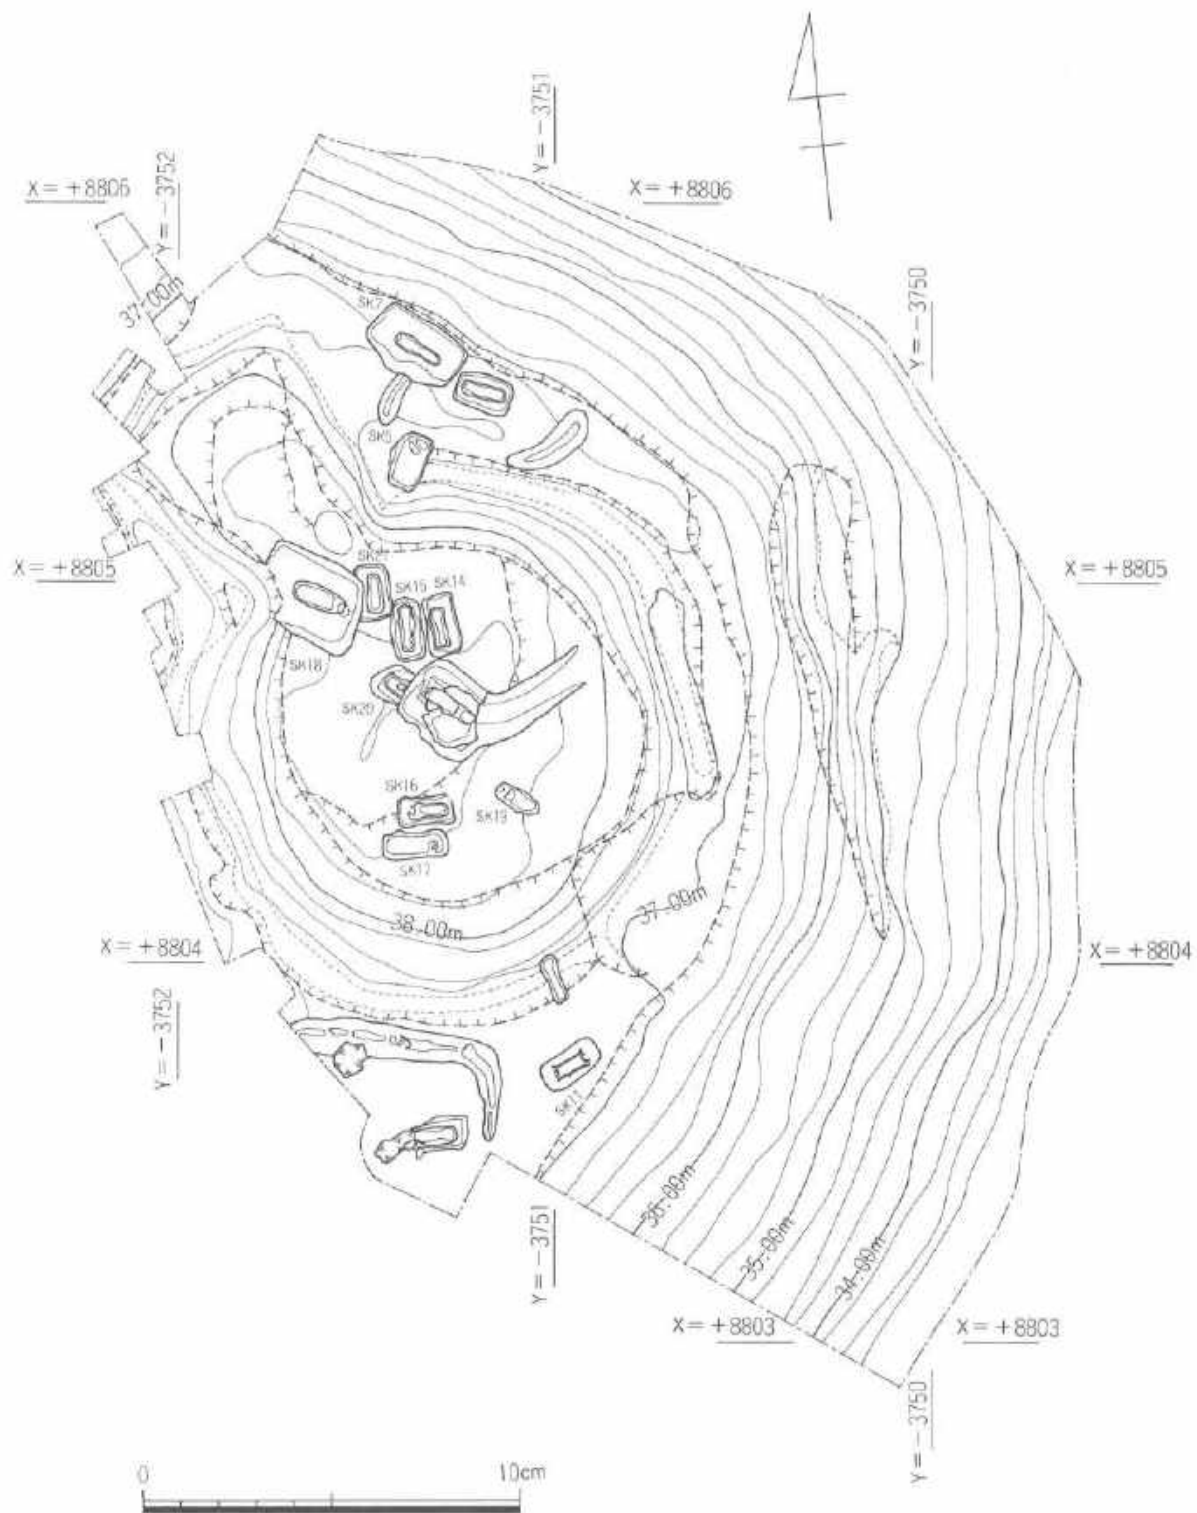 Y=-3751
Y=-3752
X=+8806
X=+8806
37.00m
Y=-3750
SK7
SK5
X=+8805
X=+8805
SK21
SK15
SK14
SK18
SK20
SK16
SK19
SK17
37.00m
38.00m
X=+8804
X=+8804
Y=-3752
SK11
36.00m
35.00m
34.00m
Y=-3751
X=+8803
X=+8803
Y=-3750
0
10cm